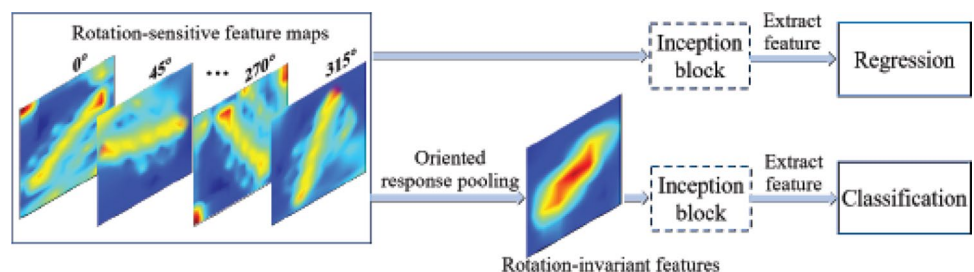 Rotation-sensitive feature maps
0° 45° ... 270° 315°
Inception
block
Extract
feature
Regression
Oriented
response pooling
Rotation-invariant features
Inception
block
Extract
feature
Classification